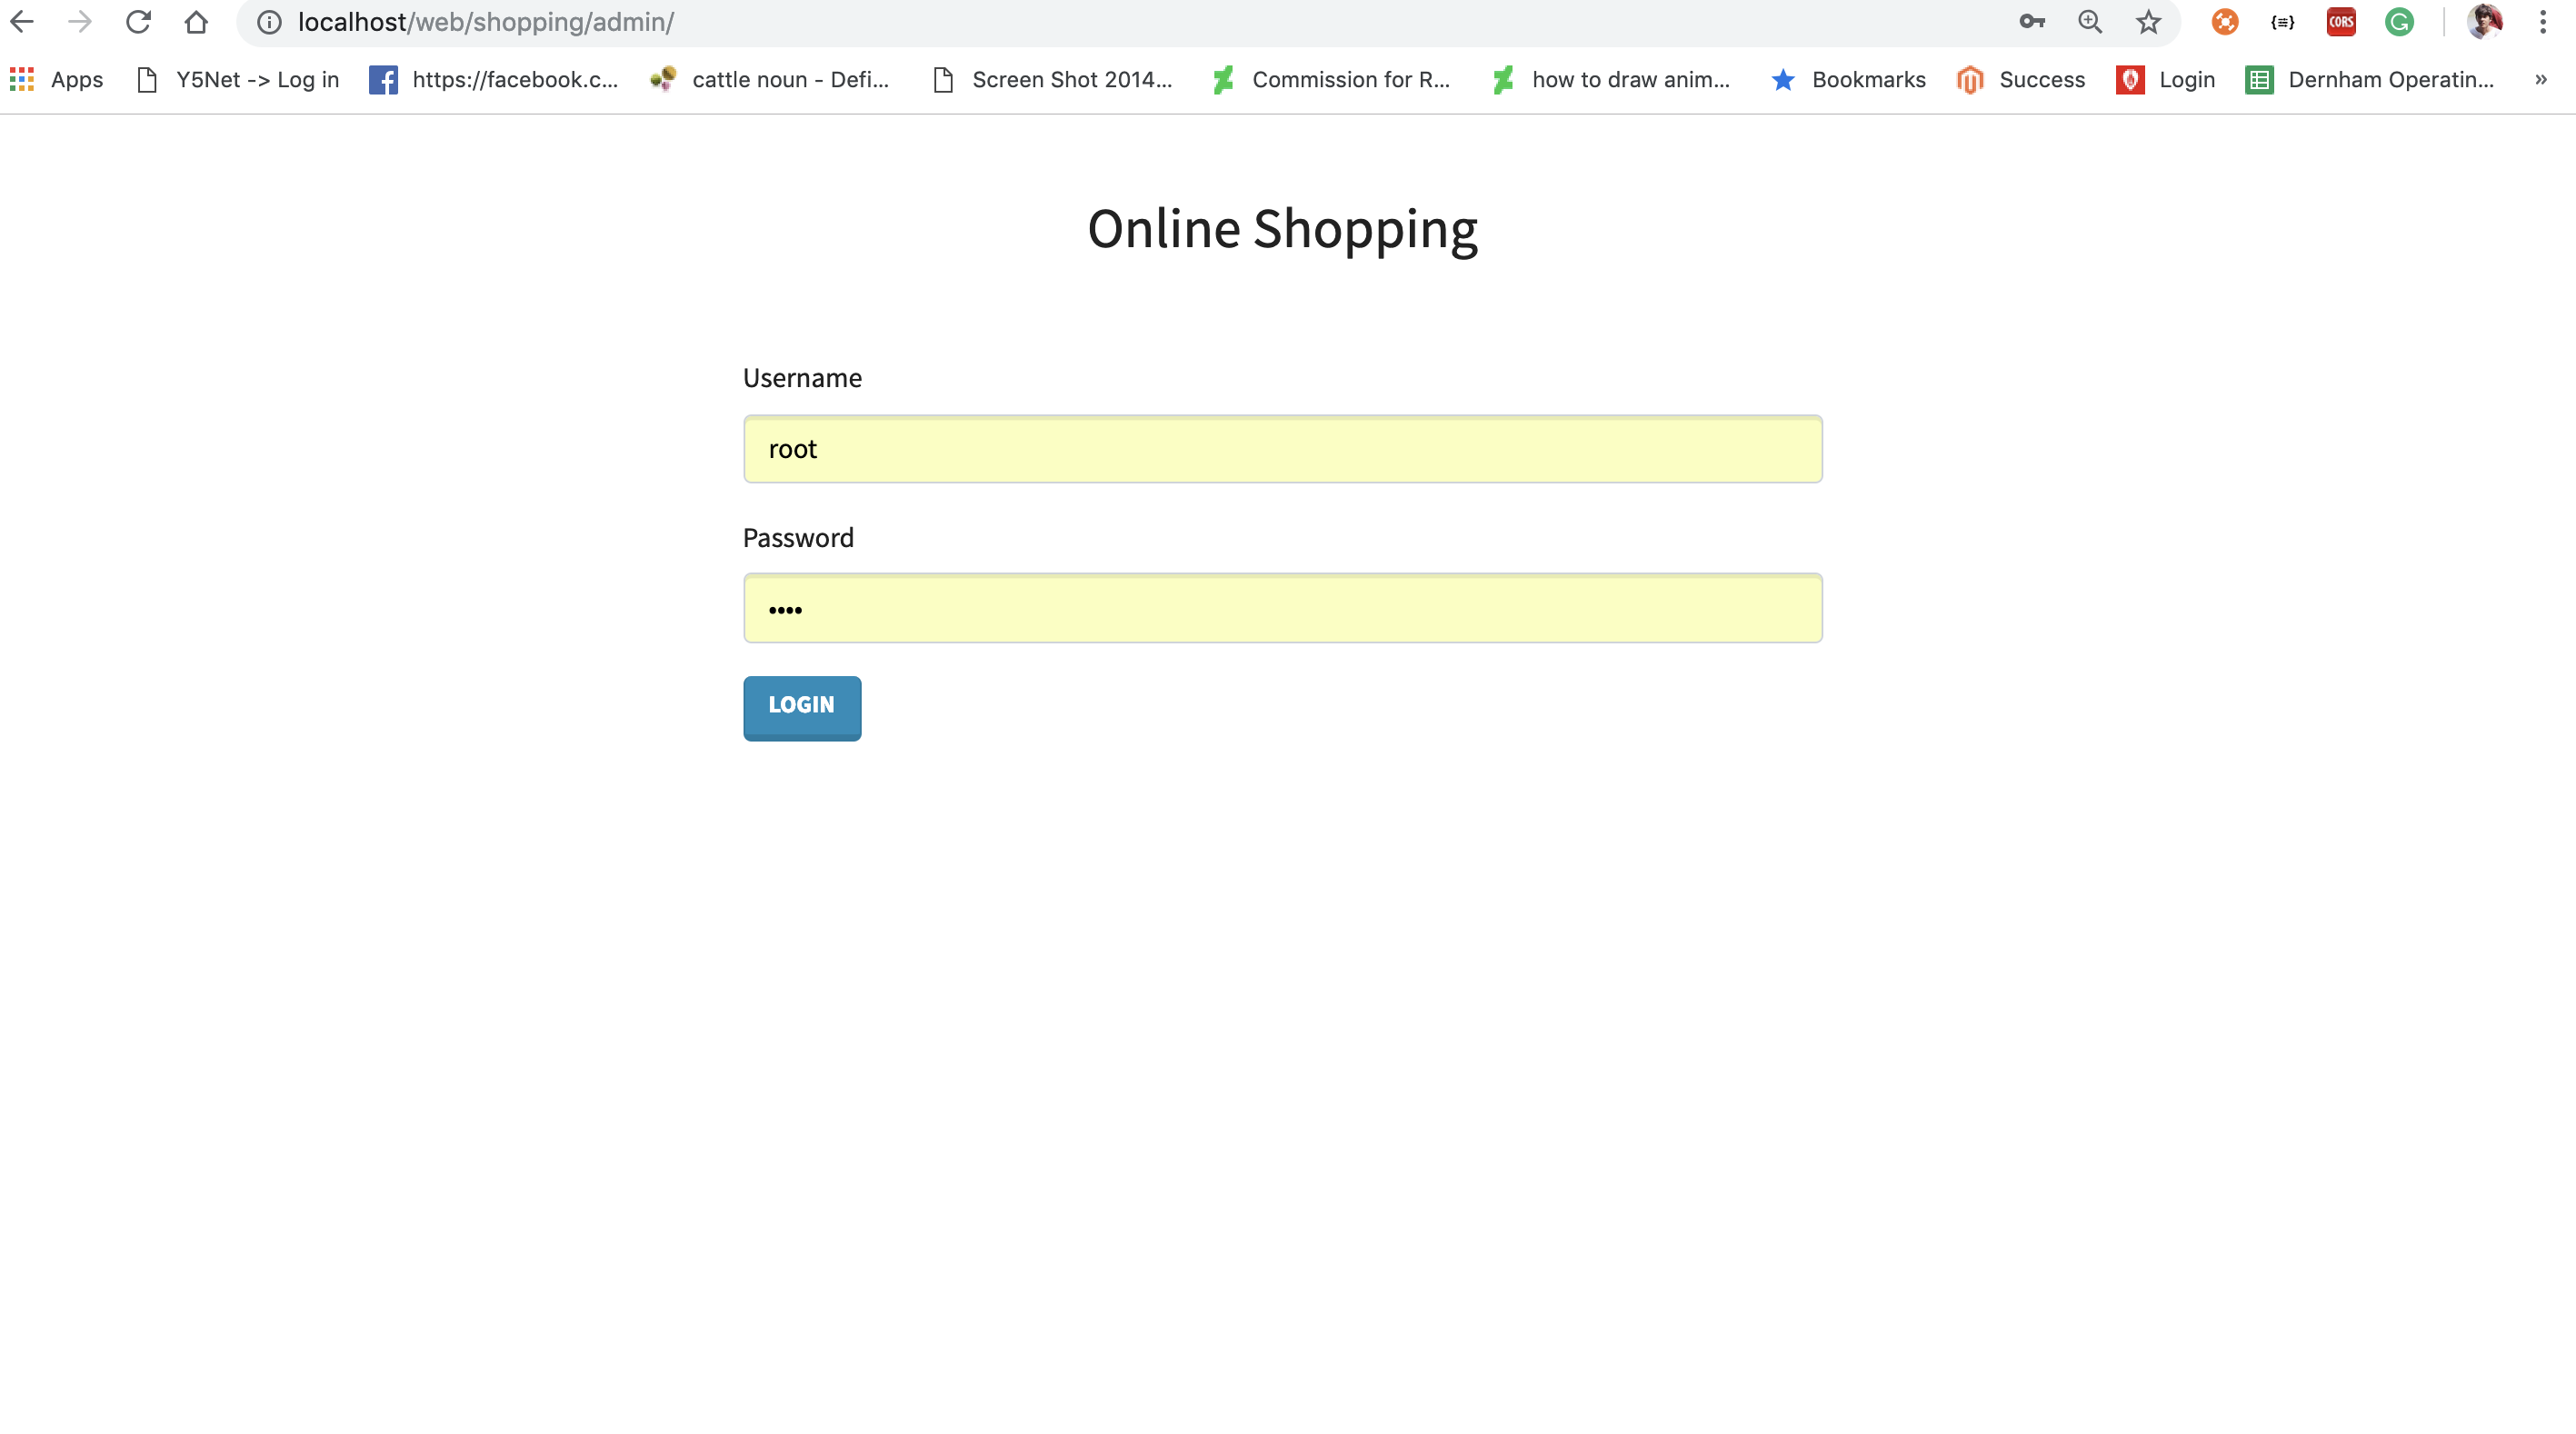 localhost/web/shopping/admin/
{≡} CORS G
Apps Y5Net -> Log in https://facebook.c... cattle noun - Defi... Screen Shot 2014... Commission for R... how to draw anim... Bookmarks Success Login Dernham Operatin... »
Online Shopping
Username
root
Password
••••
LOGIN